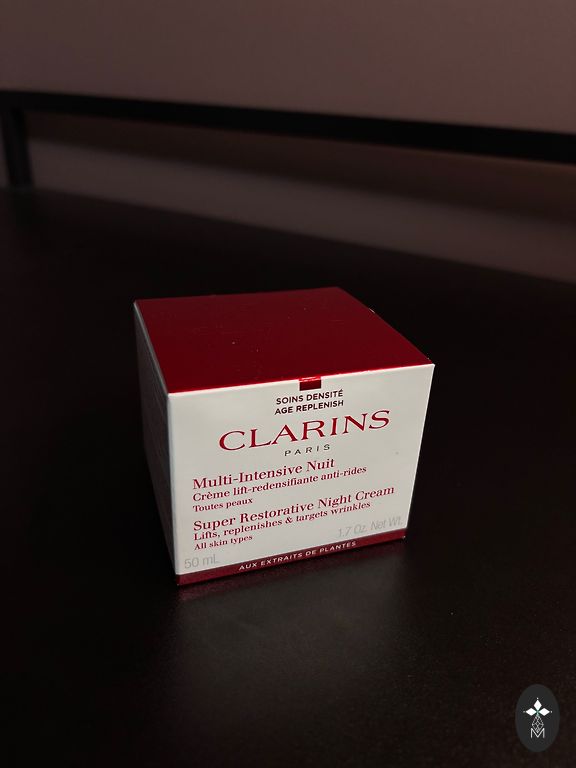 SOINS DENSITÉ
AGE REPLENISH
CLARINS
PARIS
Multi-Intensive Nuit
Crème lift-redensifiante anti-rides
Toutes peaux
Super Restorative Night Cream
Lifts, replenishes & targets wrinkles
All skin types
50 mL 1.7 Oz. Net Wt.
AUX EXTRAITS DE PLANTES
M